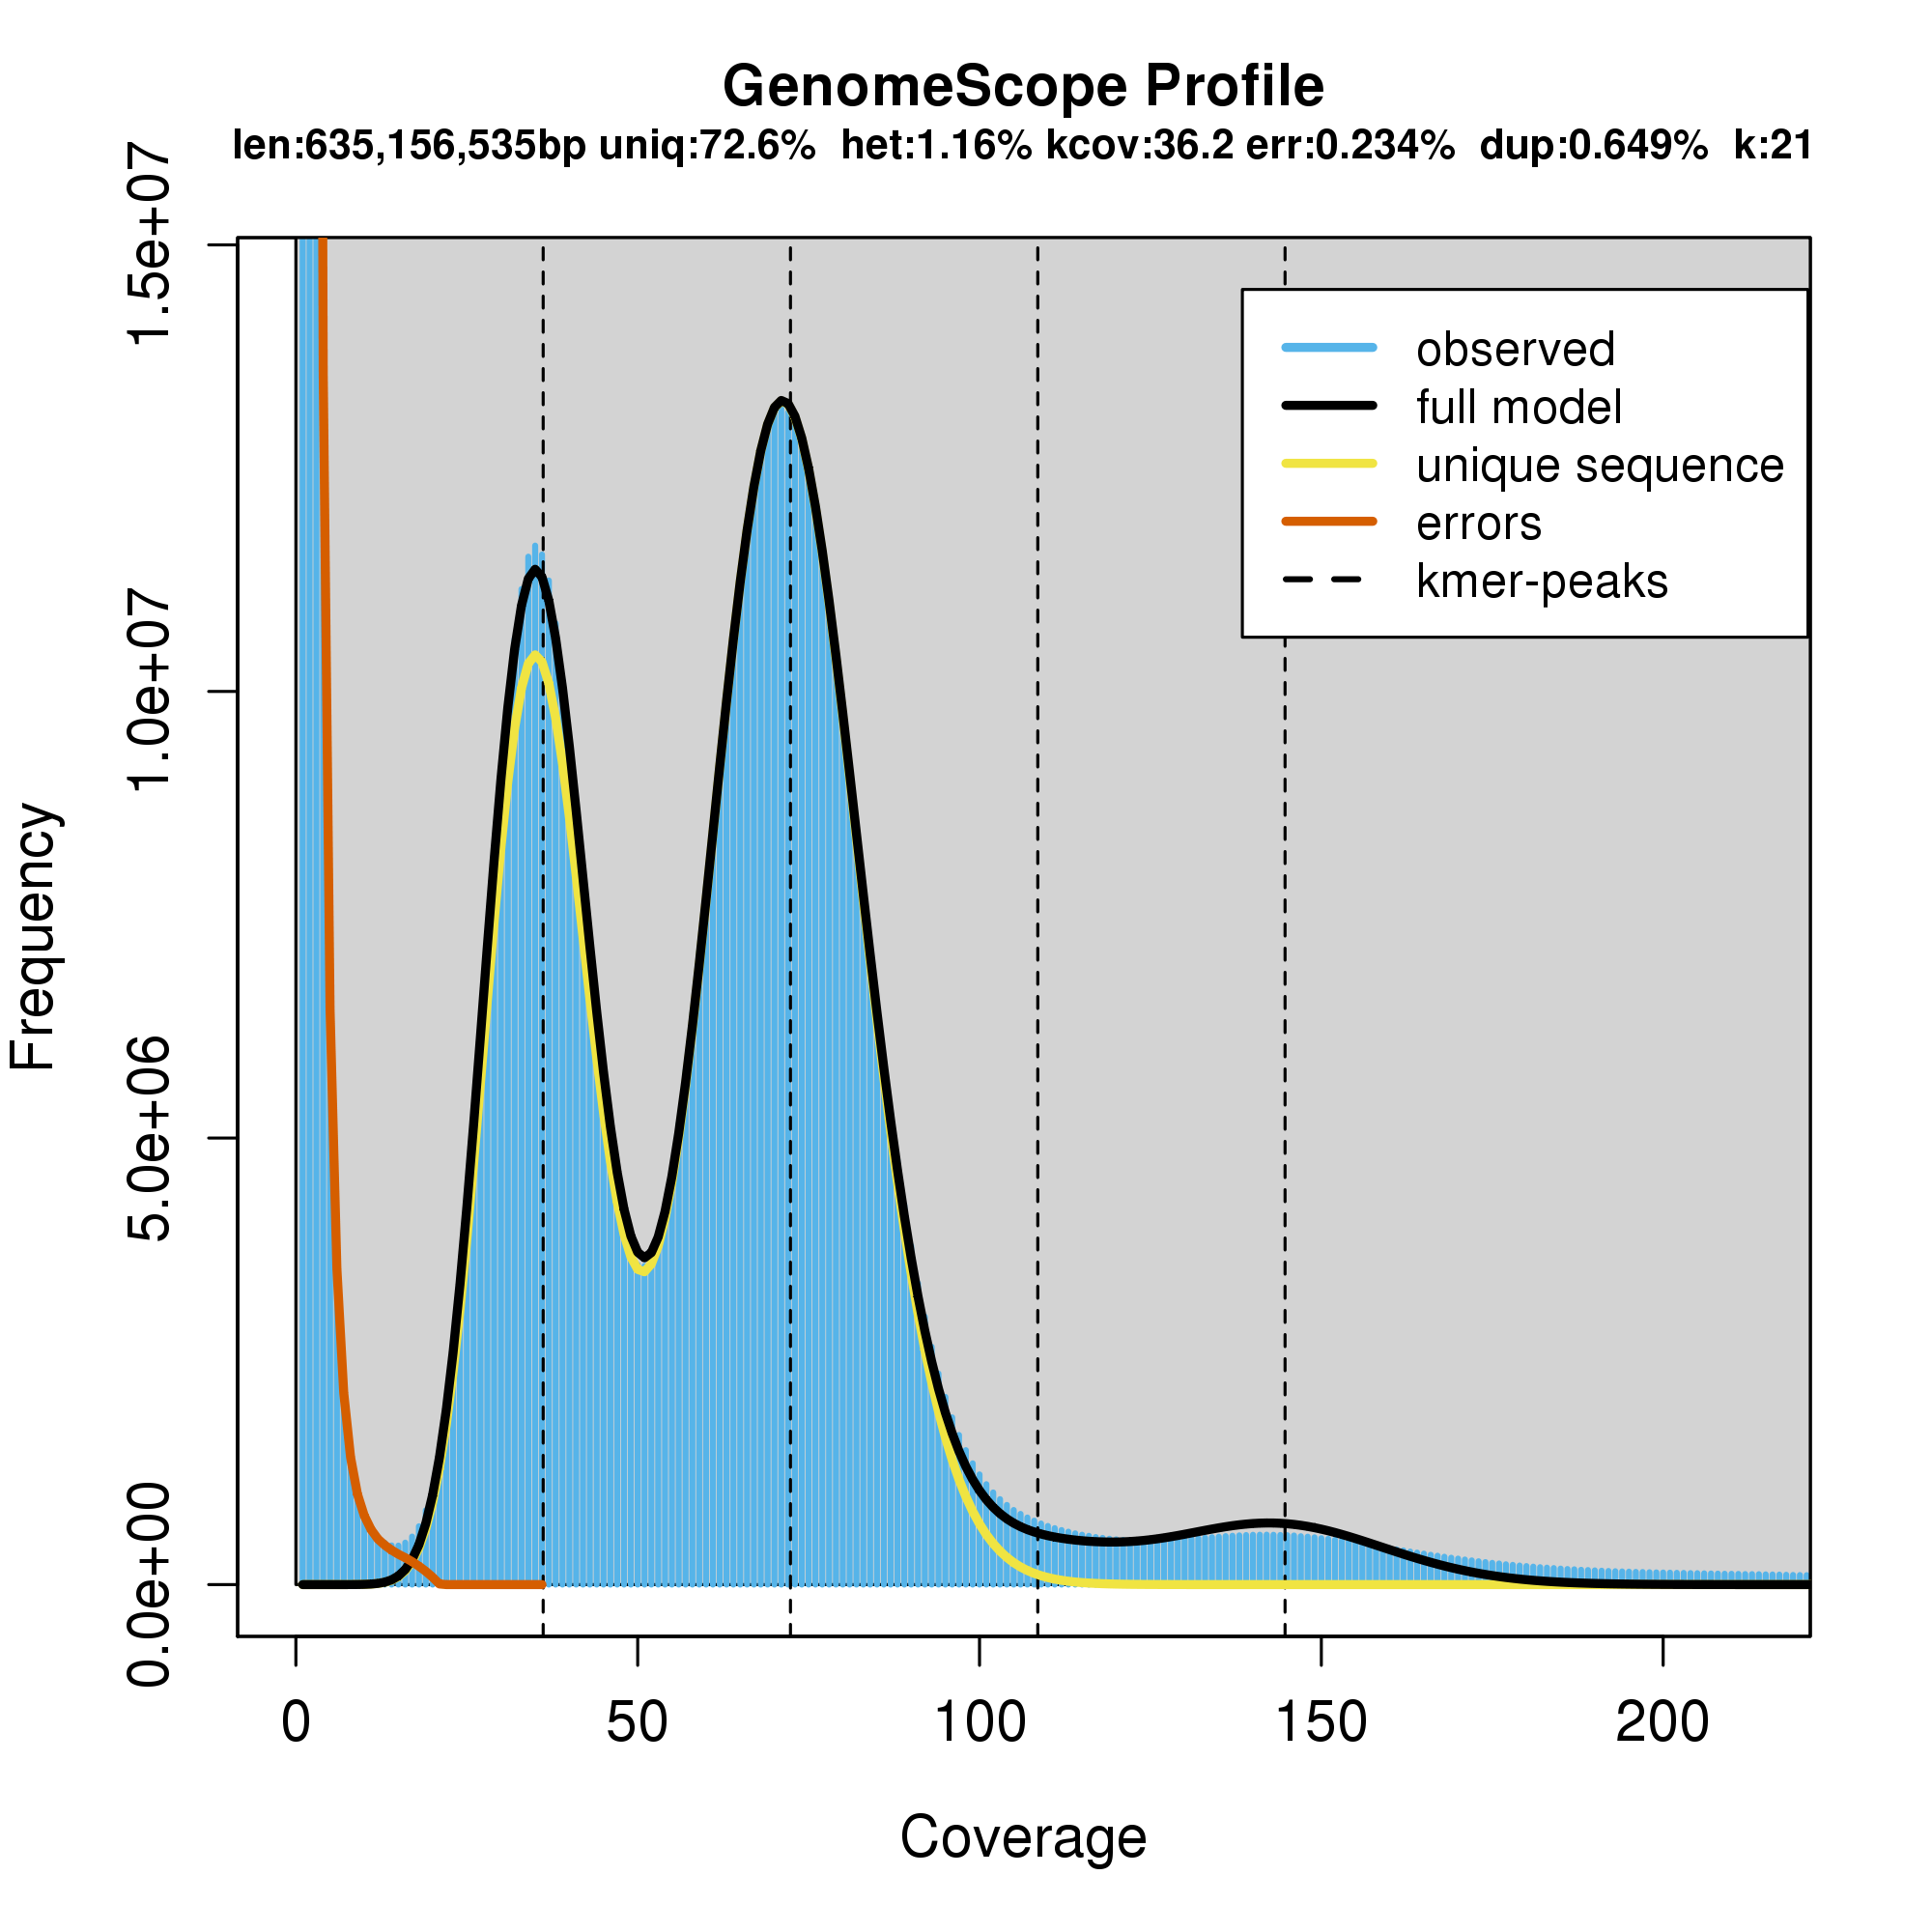 GenomeScope Profile
len:635,156,535bp uniq:72.6% het:1.16% kcov:36.2 err:0.234% dup:0.649% k:21
1.5e+07
1.0e+07
5.0e+06
0.0e+00
Frequency
observed
full model
unique sequence
errors
kmer-peaks
0 50 100 150 200
Coverage